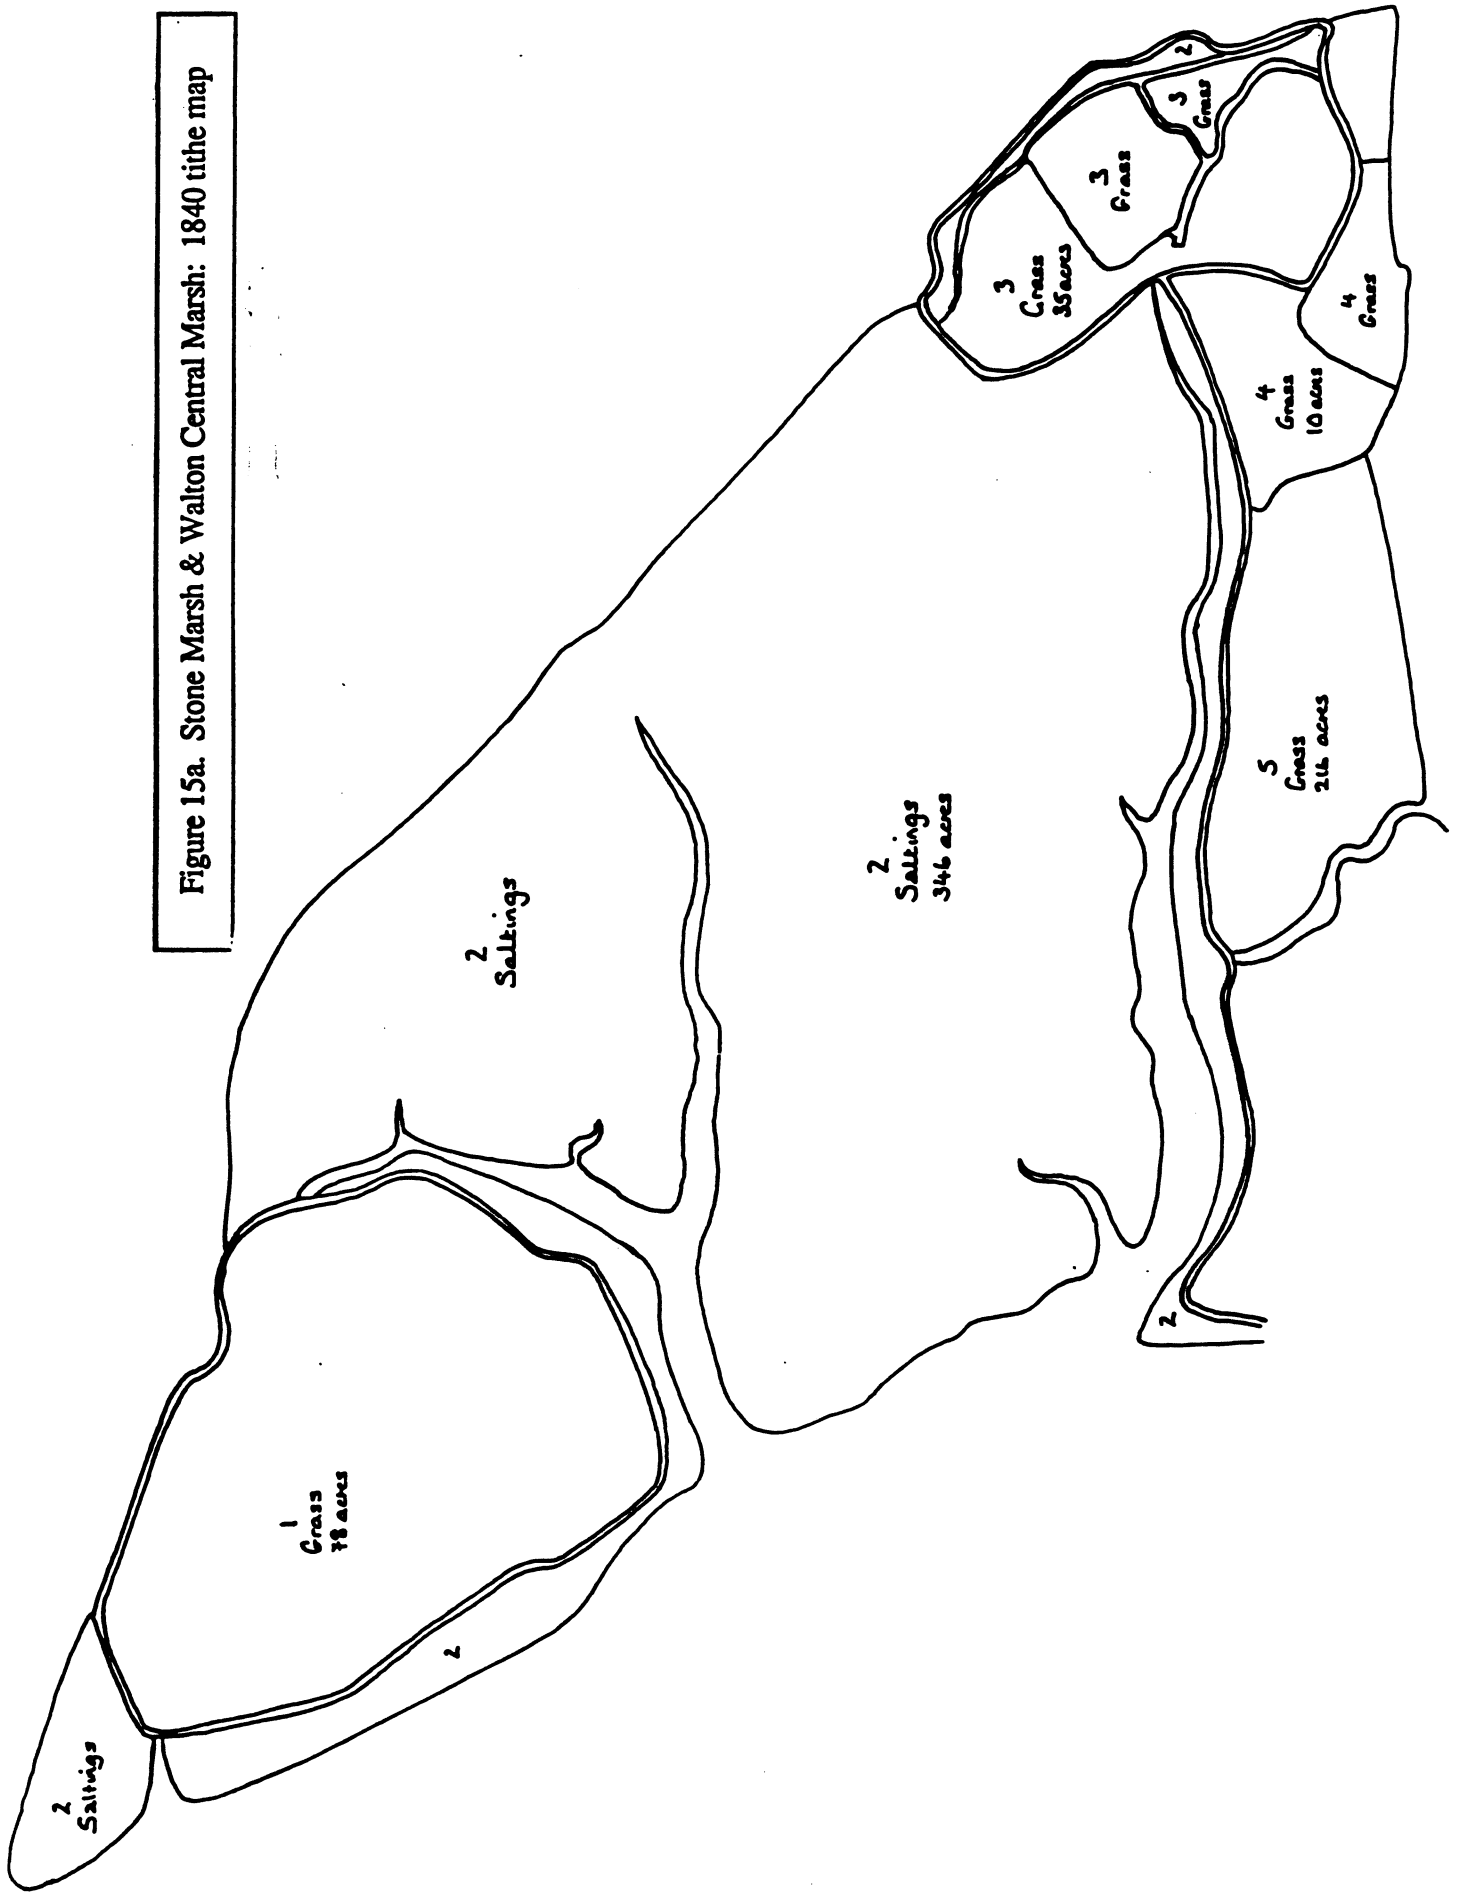 Figure 15a. Stone Marsh & Walton Central Marsh: 1840 tithe map
2
Saltings
1
Grass
78 acres
2
2
Saltings
2
Saltings
346 acres
3
Grass
35 acres
3
Grass
3
Grass
2
2
4
Grass
10 acres
4
Grass
5
Grass
216 acres